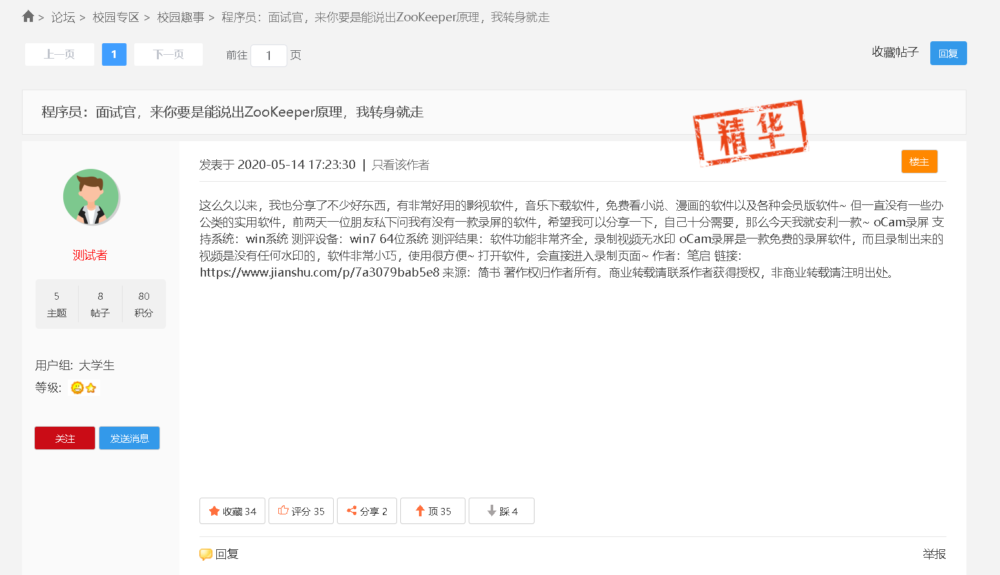 > 论坛 > 校园专区 > 校园趣事 > 程序员：面试官，来你要是能说出ZooKeeper原理，我转身就走
上一页 1 下一页 前往 1 页 收藏帖子 回复
程序员：面试官，来你要是能说出ZooKeeper原理，我转身就走
精华
发表于 2020-05-14 17:23:30 | 只看该作者 楼主
这么久以来，我也分享了不少好东西，有非常好用的影视软件，音乐下载软件，免费看小说、漫画的软件以及各种会员版软件~ 但一直没有一些办
公类的实用软件，前两天一位朋友私下问我有没有一款录屏的软件，希望我可以分享一下，自己十分需要，那么今天我就安利一款~ oCam录屏 支
持系统：win系统 测评设备：win7 64位系统 测评结果：软件功能非常齐全，录制视频无水印 oCam录屏是一款免费的录屏软件，而且录制出来的
视频是没有任何水印的，软件非常小巧，使用很方便~ 打开软件，会直接进入录制页面~ 作者：笔启 链接：
https://www.jianshu.com/p/7a3079bab5e8 来源：简书 著作权归作者所有。商业转载请联系作者获得授权，非商业转载请注明出处。
测试者
5 8 80
主题 帖子 积分
用户组: 大学生
等级:
关注 发送消息
收藏 34 评分 35 分享 2 顶 35 踩 4
回复 举报